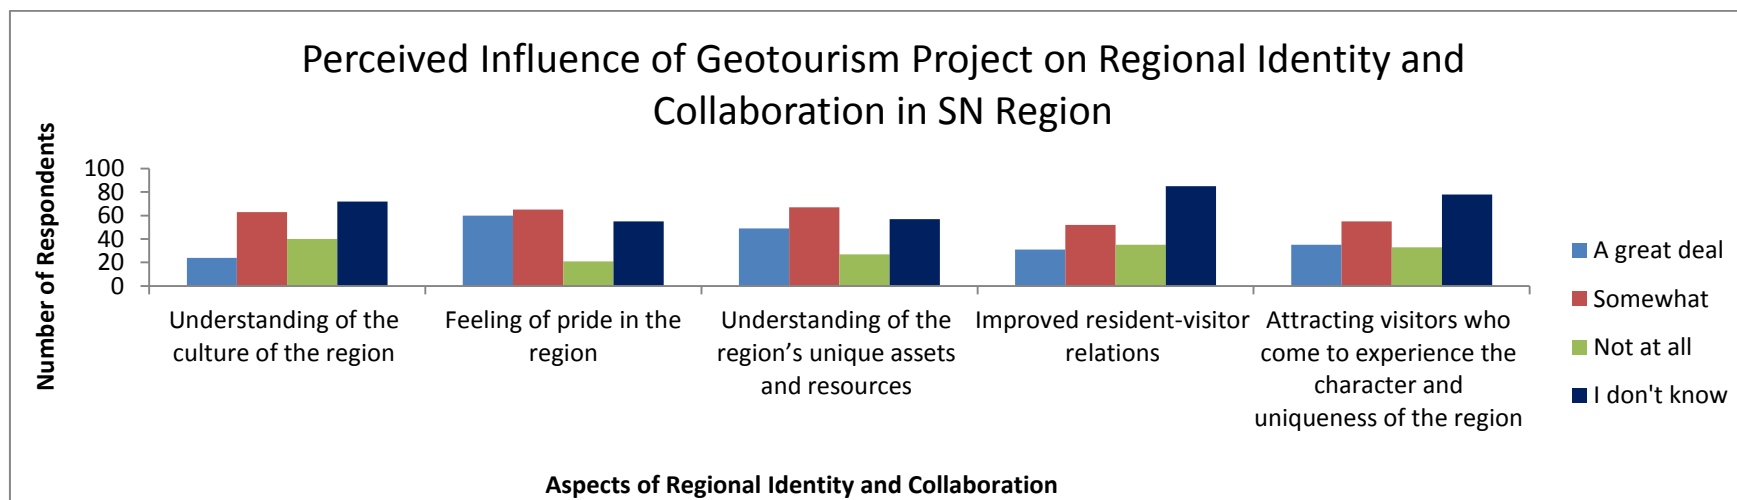 Perceived Influence of Geotourism Project on Regional Identity and
Collaboration in SN Region
Number of Respondents
100
80
60
40
20
0
Understanding of the
culture of the region
Feeling of pride in the
region
Understanding of the
region’s unique assets
and resources
Improved resident-visitor
relations
Attracting visitors who
come to experience the
character and
uniqueness of the region
A great deal
Somewhat
Not at all
I don't know
Aspects of Regional Identity and Collaboration